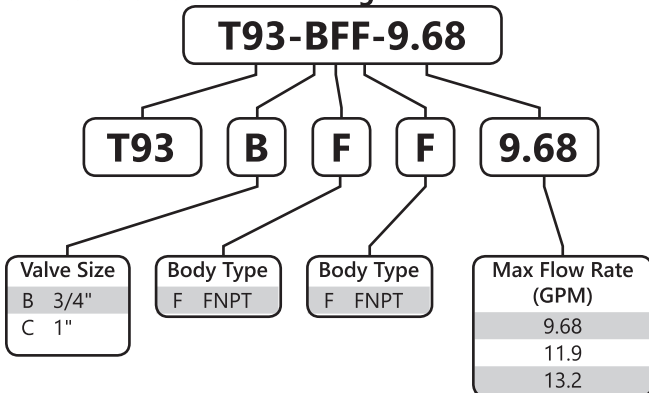 T93-BFF-9.68
T93 B F F 9.68
Valve Size
B 3/4"
C 1"
Body Type
F FNPT
Body Type
F FNPT
Max Flow Rate
(GPM)
9.68
11.9
13.2